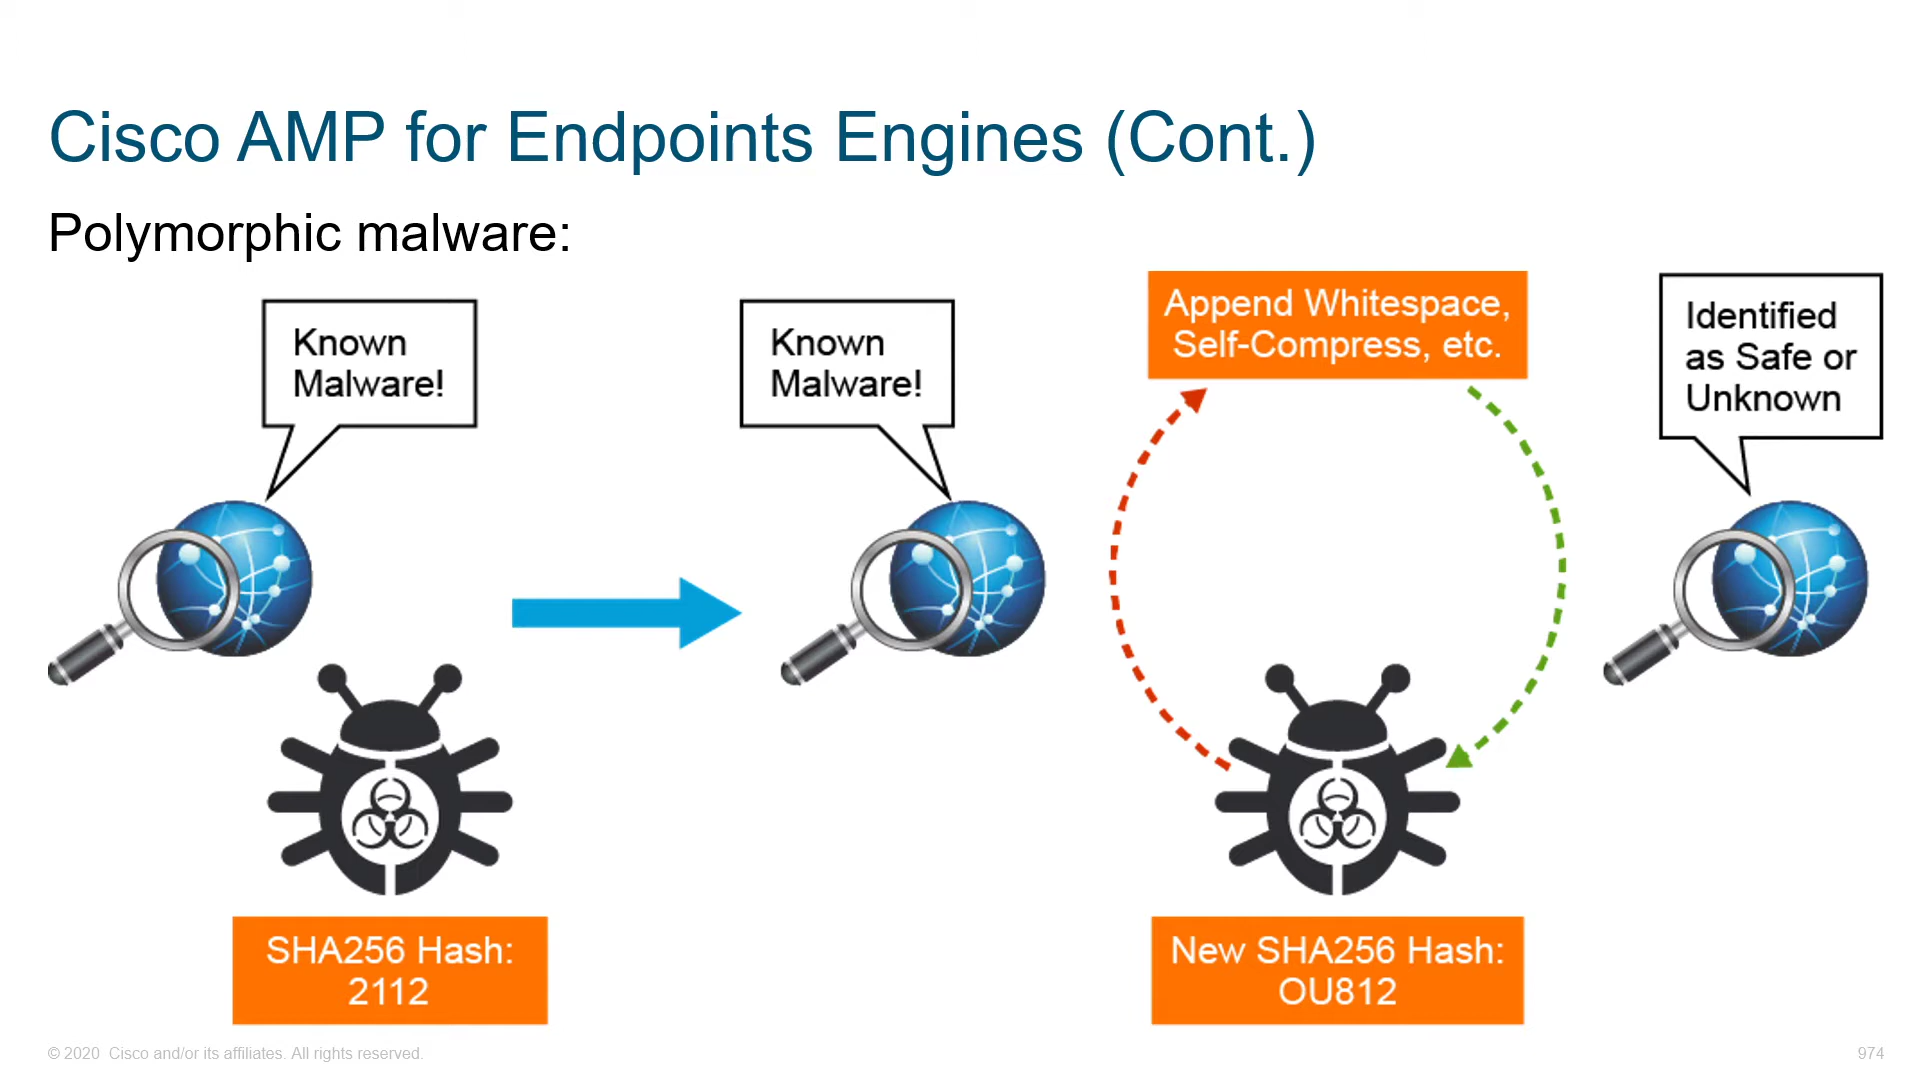 Cisco AMP for Endpoints Engines (Cont.)
Polymorphic malware:
Known
Malware!
Known
Malware!
Append Whitespace,
Self-Compress, etc.
Identified
as Safe or
Unknown
SHA256 Hash:
2112
New SHA256 Hash:
OU812
© 2020 Cisco and/or its affiliates. All rights reserved.
974